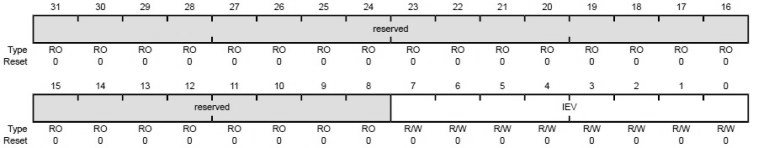 31 30 29 28 27 26 25 24 23 22 21 20 19 18 17 16
reserved
Type RO RO RO RO RO RO RO RO RO RO RO RO RO RO RO RO
Reset 0 0 0 0 0 0 0 0 0 0 0 0 0 0 0 0
15 14 13 12 11 10 9 8 7 6 5 4 3 2 1 0
reserved IEV
Type RO RO RO RO RO RO RO RO R/W R/W R/W R/W R/W R/W R/W R/W
Reset 0 0 0 0 0 0 0 0 0 0 0 0 0 0 0 0